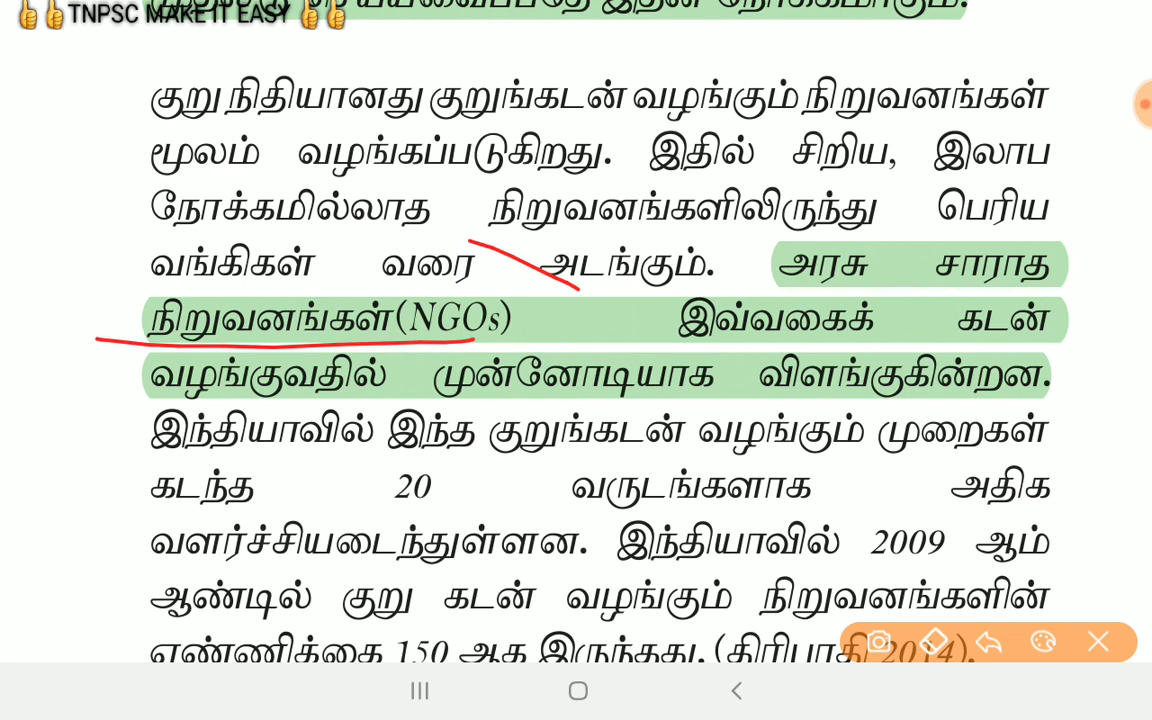 TNPSC MAKE IT EASY
குறு நிதியானது குறுங்கடன் வழங்கும் நிறுவனங்கள்
மூலம் வழங்கப்படுகிறது. இதில் சிறிய, இலாப
நோக்கமில்லாத நிறுவனங்களிலிருந்து பெரிய
வங்கிகள் வரை அடங்கும். அரசு சாராத
நிறுவனங்கள்(NGOs) இவ்வகைக் கடன்
வழங்குவதில் முன்னோடியாக விளங்குகின்றன.
இந்தியாவில் இந்த குறுங்கடன் வழங்கும் முறைகள்
கடந்த 20 வருடங்களாக அதிக
வளர்ச்சியடைந்துள்ளன. இந்தியாவில் 2009 ஆம்
ஆண்டில் குறு கடன் வழங்கும் நிறுவனங்களின்
எண்ணிக்கை 150 ஆக இருந்தது. (திரிபாதி 2014).